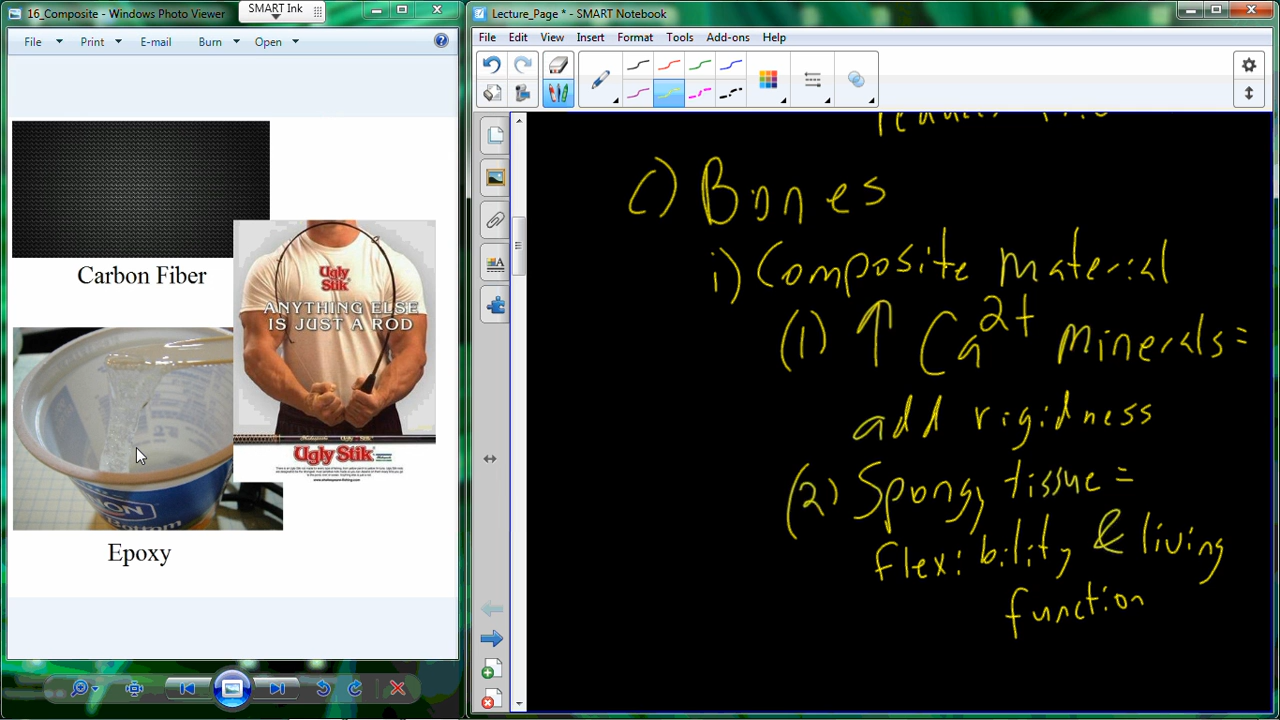 16_Composite - Windows Photo Viewer
SMART Ink
File Print E-mail Burn Open
Carbon Fiber
Ugly Stik
ANYTHING ELSE
IS JUST A ROD
Ugly Stik
Epoxy
Lecture_Page * - SMART Notebook
File Edit View Insert Format Tools Add-ons Help
c) Bones
i) Composite material
(1) ↑ Ca2+ minerals=
add rigidness
(2) Spongy tissue =
flexibility & living
function